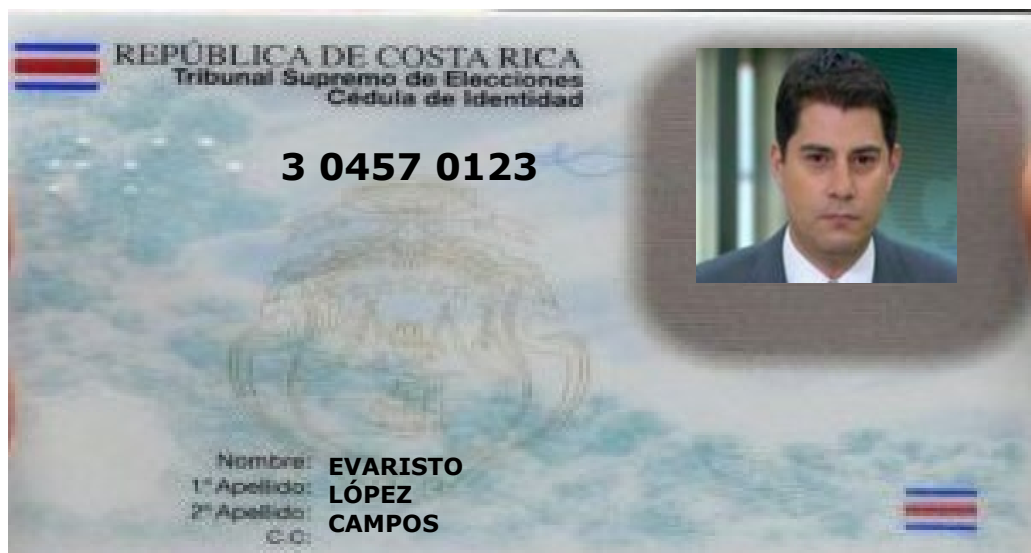 REPÚBLICA DE COSTA RICA
Tribunal Supremo de Elecciones
Cédula de Identidad
3 0457 0123
Nombre: EVARISTO
1° Apellido: LÓPEZ
2° Apellido: CAMPOS
C.C: